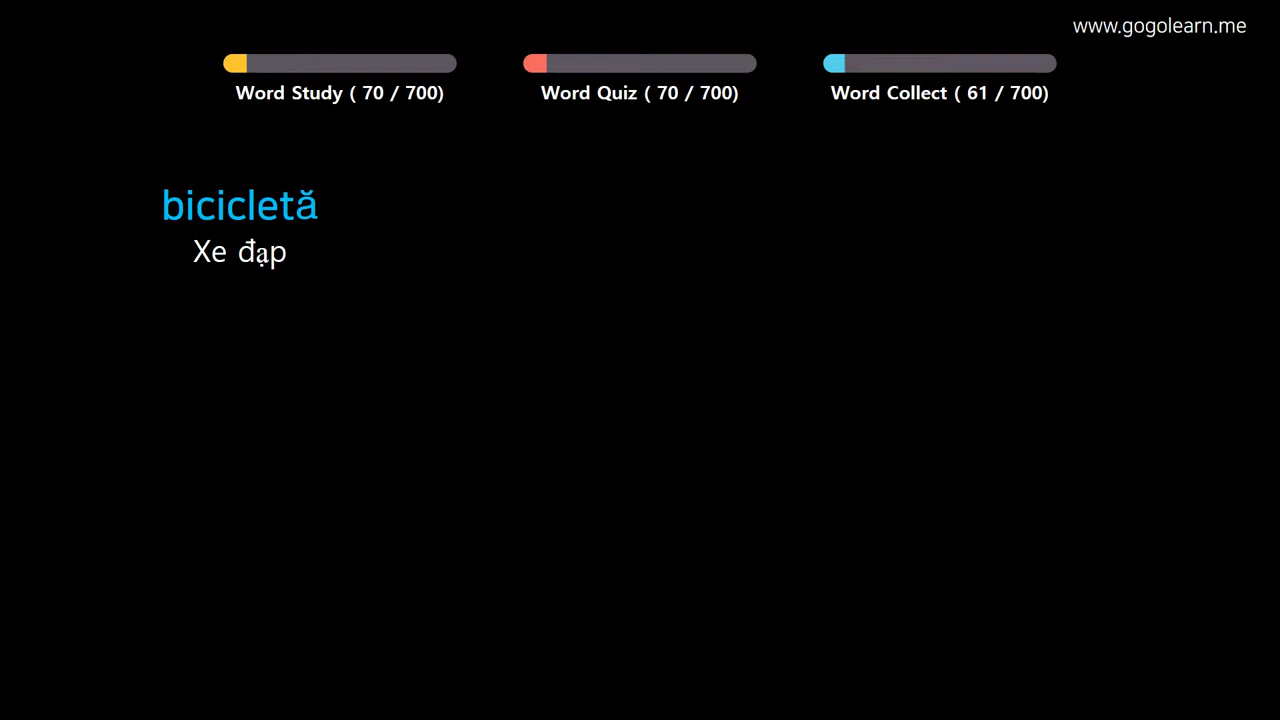 www.gogolearn.me
Word Study ( 70 / 700)
Word Quiz ( 70 / 700)
Word Collect ( 61 / 700)
bicicletă
Xe đạp